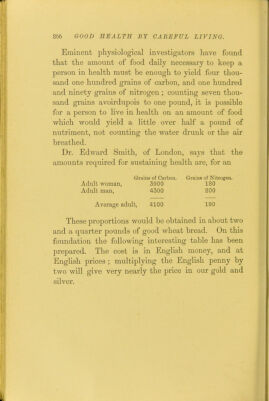 256 GOOD HEALTH BY CAREFUL LIVING.
Eminent physiological investigators have found
that the amount of food daily necessary to keep a
person in health must be enough to yield four thou-
sand one hundred grains of carbon, and one hundred
and ninety grains of nitrogen; counting seven thou-
sand grains avoirdupois to one pound, it is possible
for a person to live in health on an amount of food
which would yield a little over half a pound of
nutriment, not counting the water drunk or the air
breathed.
Dr. Edward Smith, of London, says that the
amounts required for sustaining health are, for an
Grains of Carbon. Grains of Nitrogen.
Adult woman, 3900 180
Adult man, 4300 200
Average adult, 4100 190
These proportions would be obtained in about two
and a quarter pounds of good wheat bread. On this
foundation the following interesting table has been
prepared. The cost is in English money, and at
English prices; multiplying the English penny by
two will give very nearly the price in our gold and
silver.